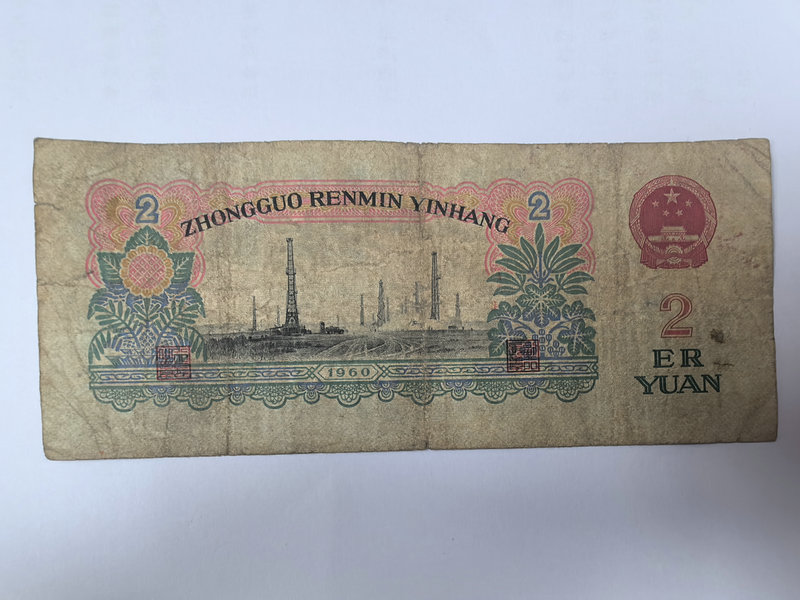 2
ZHONGGUO RENMIN YINHANG
2
1960
2
ER
YUAN